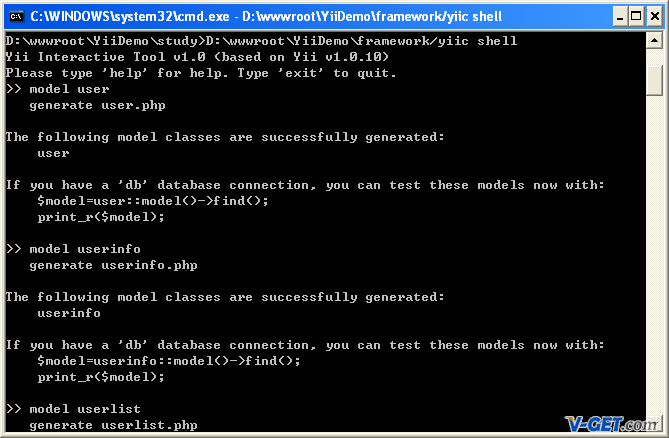 C:\WINDOWS\system32\cmd.exe - D:\wwwroot\YiiDemo\framework/yiic shell
D:\wwwroot\YiiDemo\study>D:\wwwroot\YiiDemo\framework/yiic shell
Yii Interactive Tool v1.0 (based on Yii v1.0.10)
Please type 'help' for help. Type 'exit' to quit.
>> model user
   generate user.php

The following model classes are successfully generated:
    user

If you have a 'db' database connection, you can test these models now with:
    $model=user::model()->find();
    print_r($model);

>> model userinfo
   generate userinfo.php

The following model classes are successfully generated:
    userinfo

If you have a 'db' database connection, you can test these models now with:
    $model=userinfo::model()->find();
    print_r($model);

>> model userlist
   generate userlist.php
V-GET.com